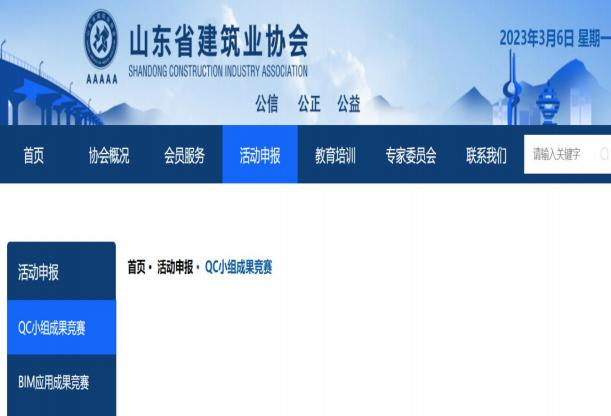 山东省建筑业协会
SHANDONG CONSTRUCTION INDUSTRY ASSOCIATION
AAAAA
2023年3月6日 星期一
公信 公正 公益
首页 协会概况 会员服务 活动申报 教育培训 专家委员会 联系我们 请输入关键字
活动申报
首页 · 活动申报 · QC小组成果竞赛
QC小组成果竞赛
BIM应用成果竞赛